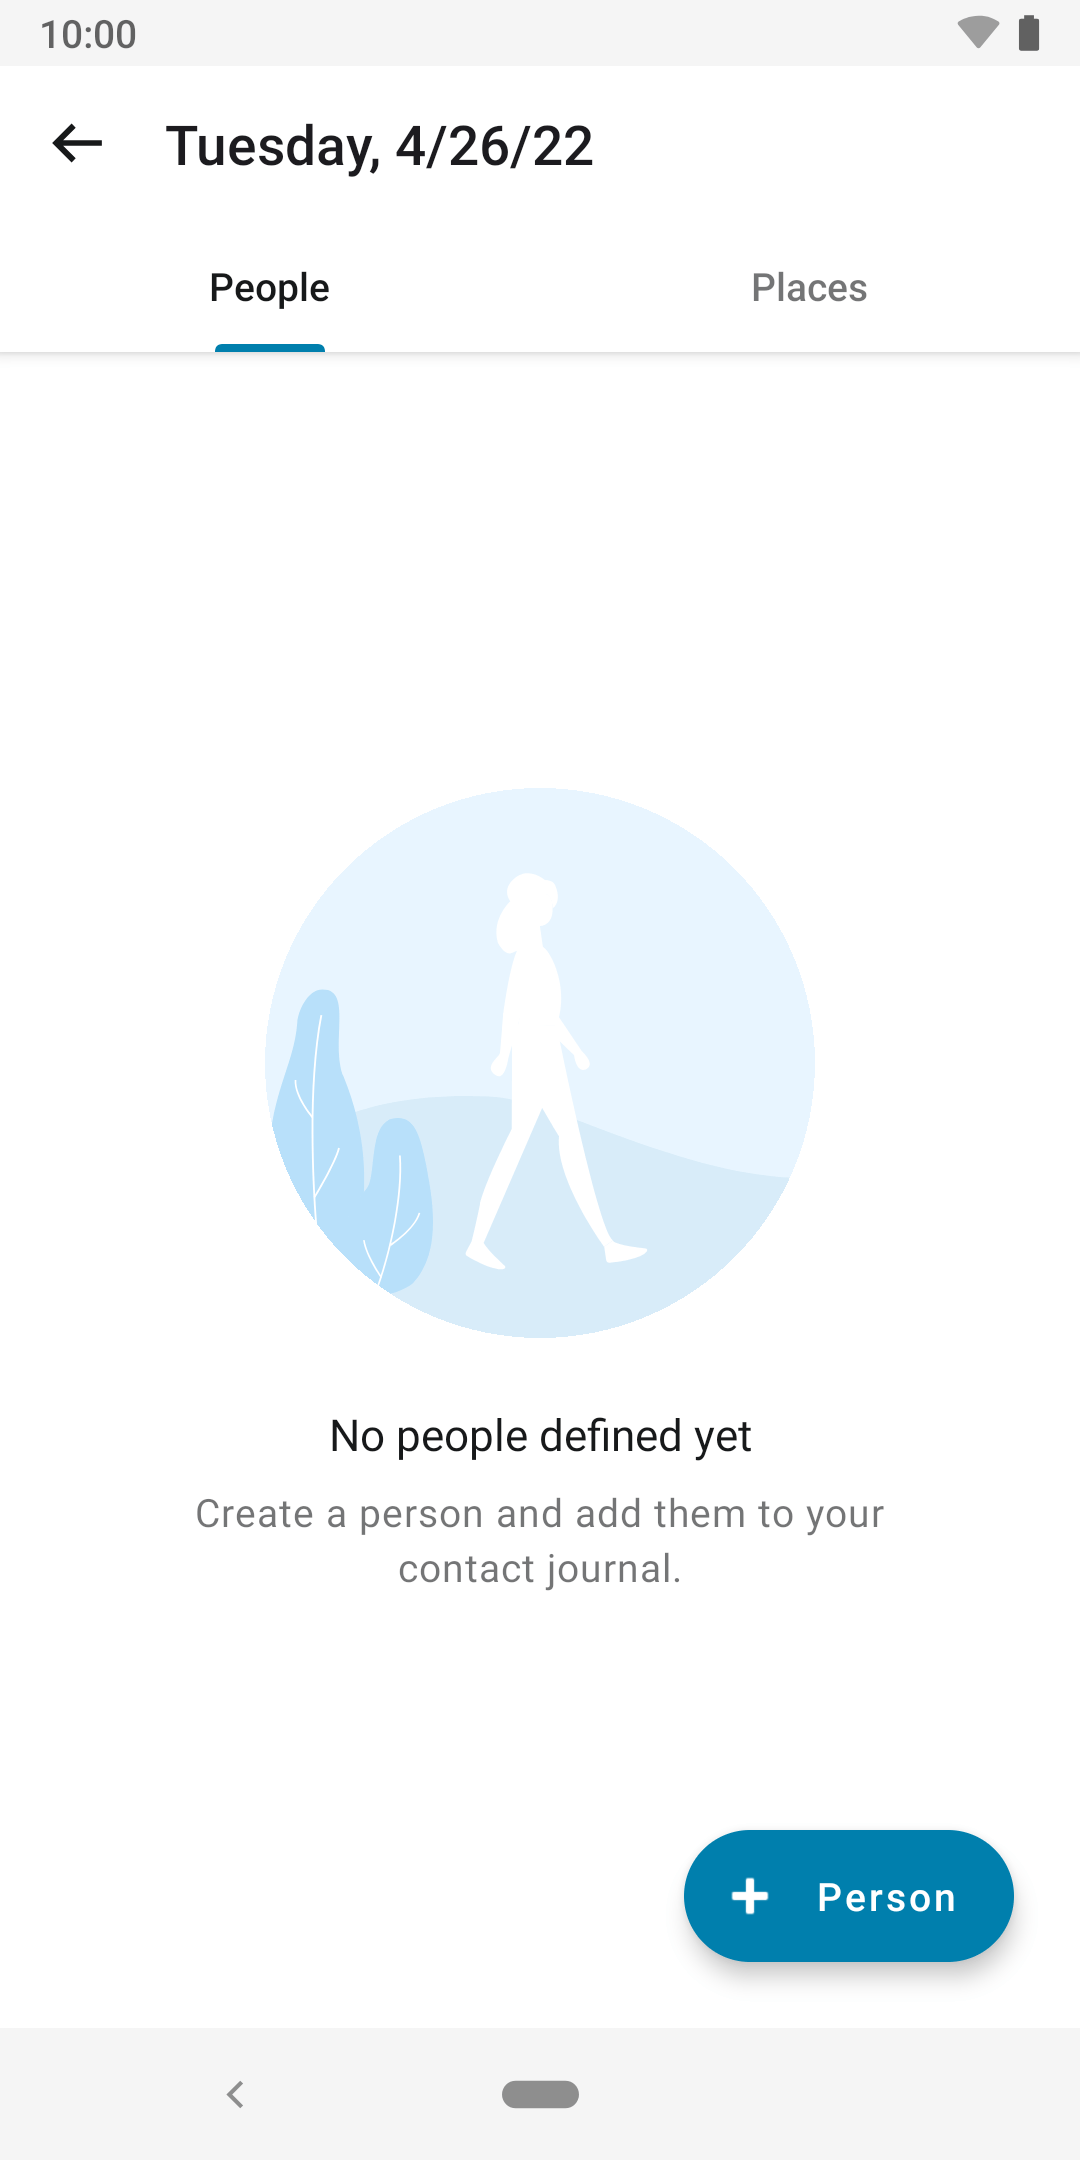 10:00
Tuesday, 4/26/22
People
Places
No people defined yet
Create a person and add them to your
contact journal.
Person